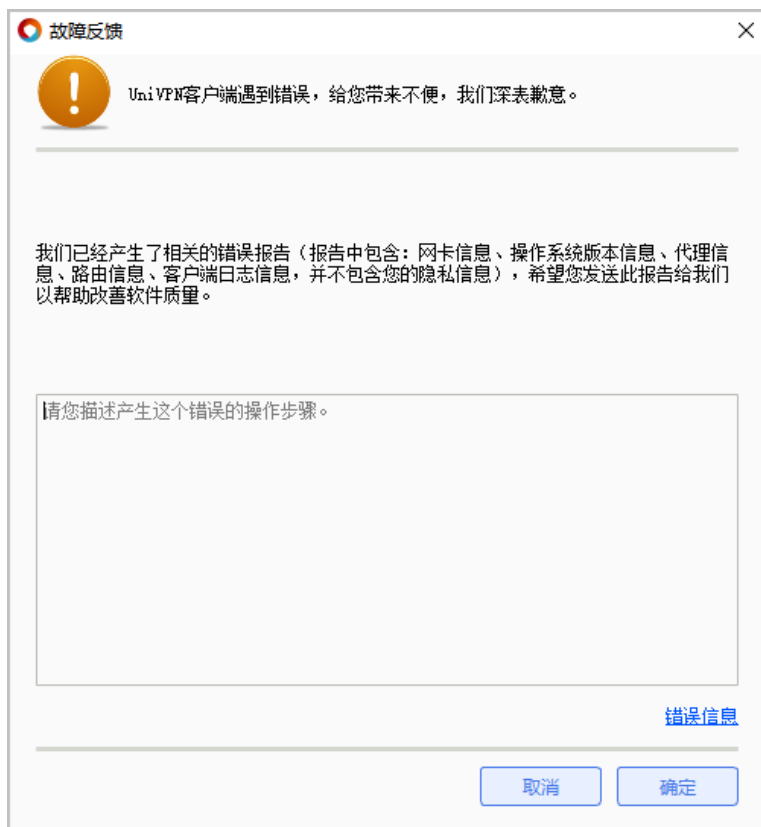 故障反馈
UniVPN客户端遇到错误，给您带来不便，我们深表歉意。
我们已经产生了相关的错误报告（报告中包含：网卡信息、操作系统版本信息、代理信
息、路由信息、客户端日志信息，并不包含您的隐私信息），希望您发送此报告给我们
以帮助改善软件质量。
请您描述产生这个错误的操作步骤。
错误信息
取消
确定